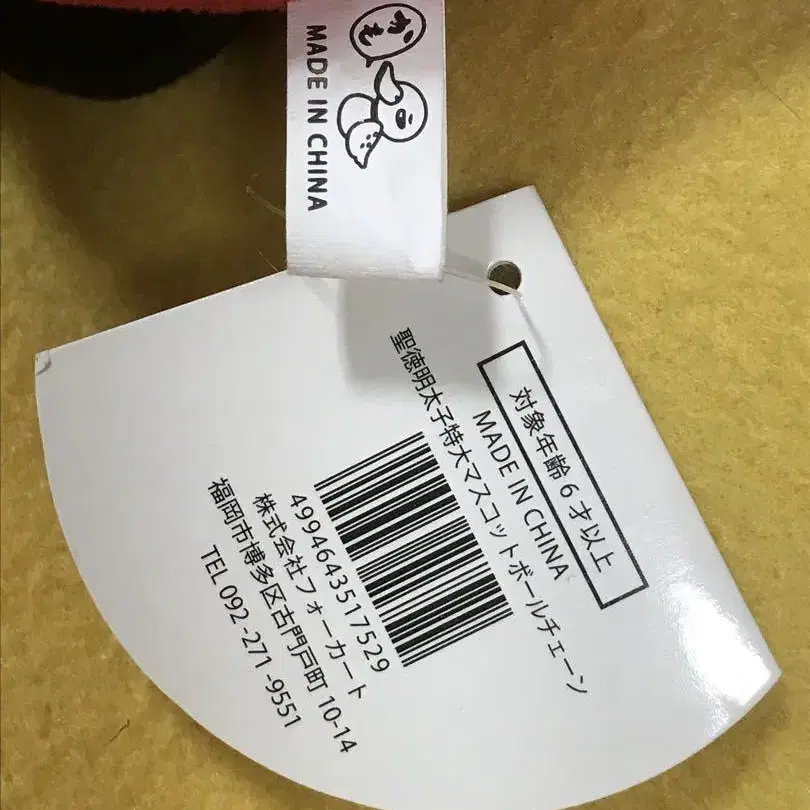 MADE IN CHINA
対象年齢6才以上
MADE IN CHINA
聖徳明太子特大マスコットボールチェーン
4994643517529
株式会社フォーカート
福岡市博多区古門戸町 10-14
TEL 092-271-9551